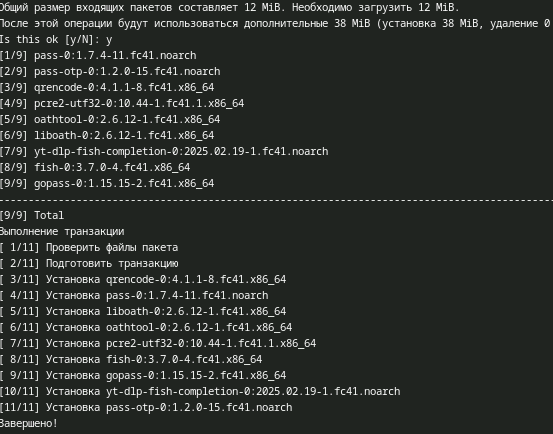 Общий размер входящих пакетов составляет 12 MiB. Необходимо загрузить 12 MiB.
После этой операции будут использоваться дополнительные 38 MiB (установка 38 MiB, удаление 0
Is this ok [y/N]: y
[1/9] pass-0:1.7.4-11.fc41.noarch
[2/9] pass-otp-0:1.2.0-15.fc41.noarch
[3/9] qrencode-0:4.1.1-8.fc41.x86_64
[4/9] pcre2-utf32-0:10.44-1.fc41.1.x86_64
[5/9] oathtool-0:2.6.12-1.fc41.x86_64
[6/9] liboath-0:2.6.12-1.fc41.x86_64
[7/9] yt-dlp-fish-completion-0:2025.02.19-1.fc41.noarch
[8/9] fish-0:3.7.0-4.fc41.x86_64
[9/9] gopass-0:1.15.15-2.fc41.x86_64
--------------------------------------------------------------------------------------------
[9/9] Total
Выполнение транзакции
[ 1/11] Проверить файлы пакета
[ 2/11] Подготовить транзакцию
[ 3/11] Установка qrencode-0:4.1.1-8.fc41.x86_64
[ 4/11] Установка pass-0:1.7.4-11.fc41.noarch
[ 5/11] Установка liboath-0:2.6.12-1.fc41.x86_64
[ 6/11] Установка oathtool-0:2.6.12-1.fc41.x86_64
[ 7/11] Установка pcre2-utf32-0:10.44-1.fc41.1.x86_64
[ 8/11] Установка fish-0:3.7.0-4.fc41.x86_64
[ 9/11] Установка gopass-0:1.15.15-2.fc41.x86_64
[10/11] Установка yt-dlp-fish-completion-0:2025.02.19-1.fc41.noarch
[11/11] Установка pass-otp-0:1.2.0-15.fc41.noarch
Завершено!